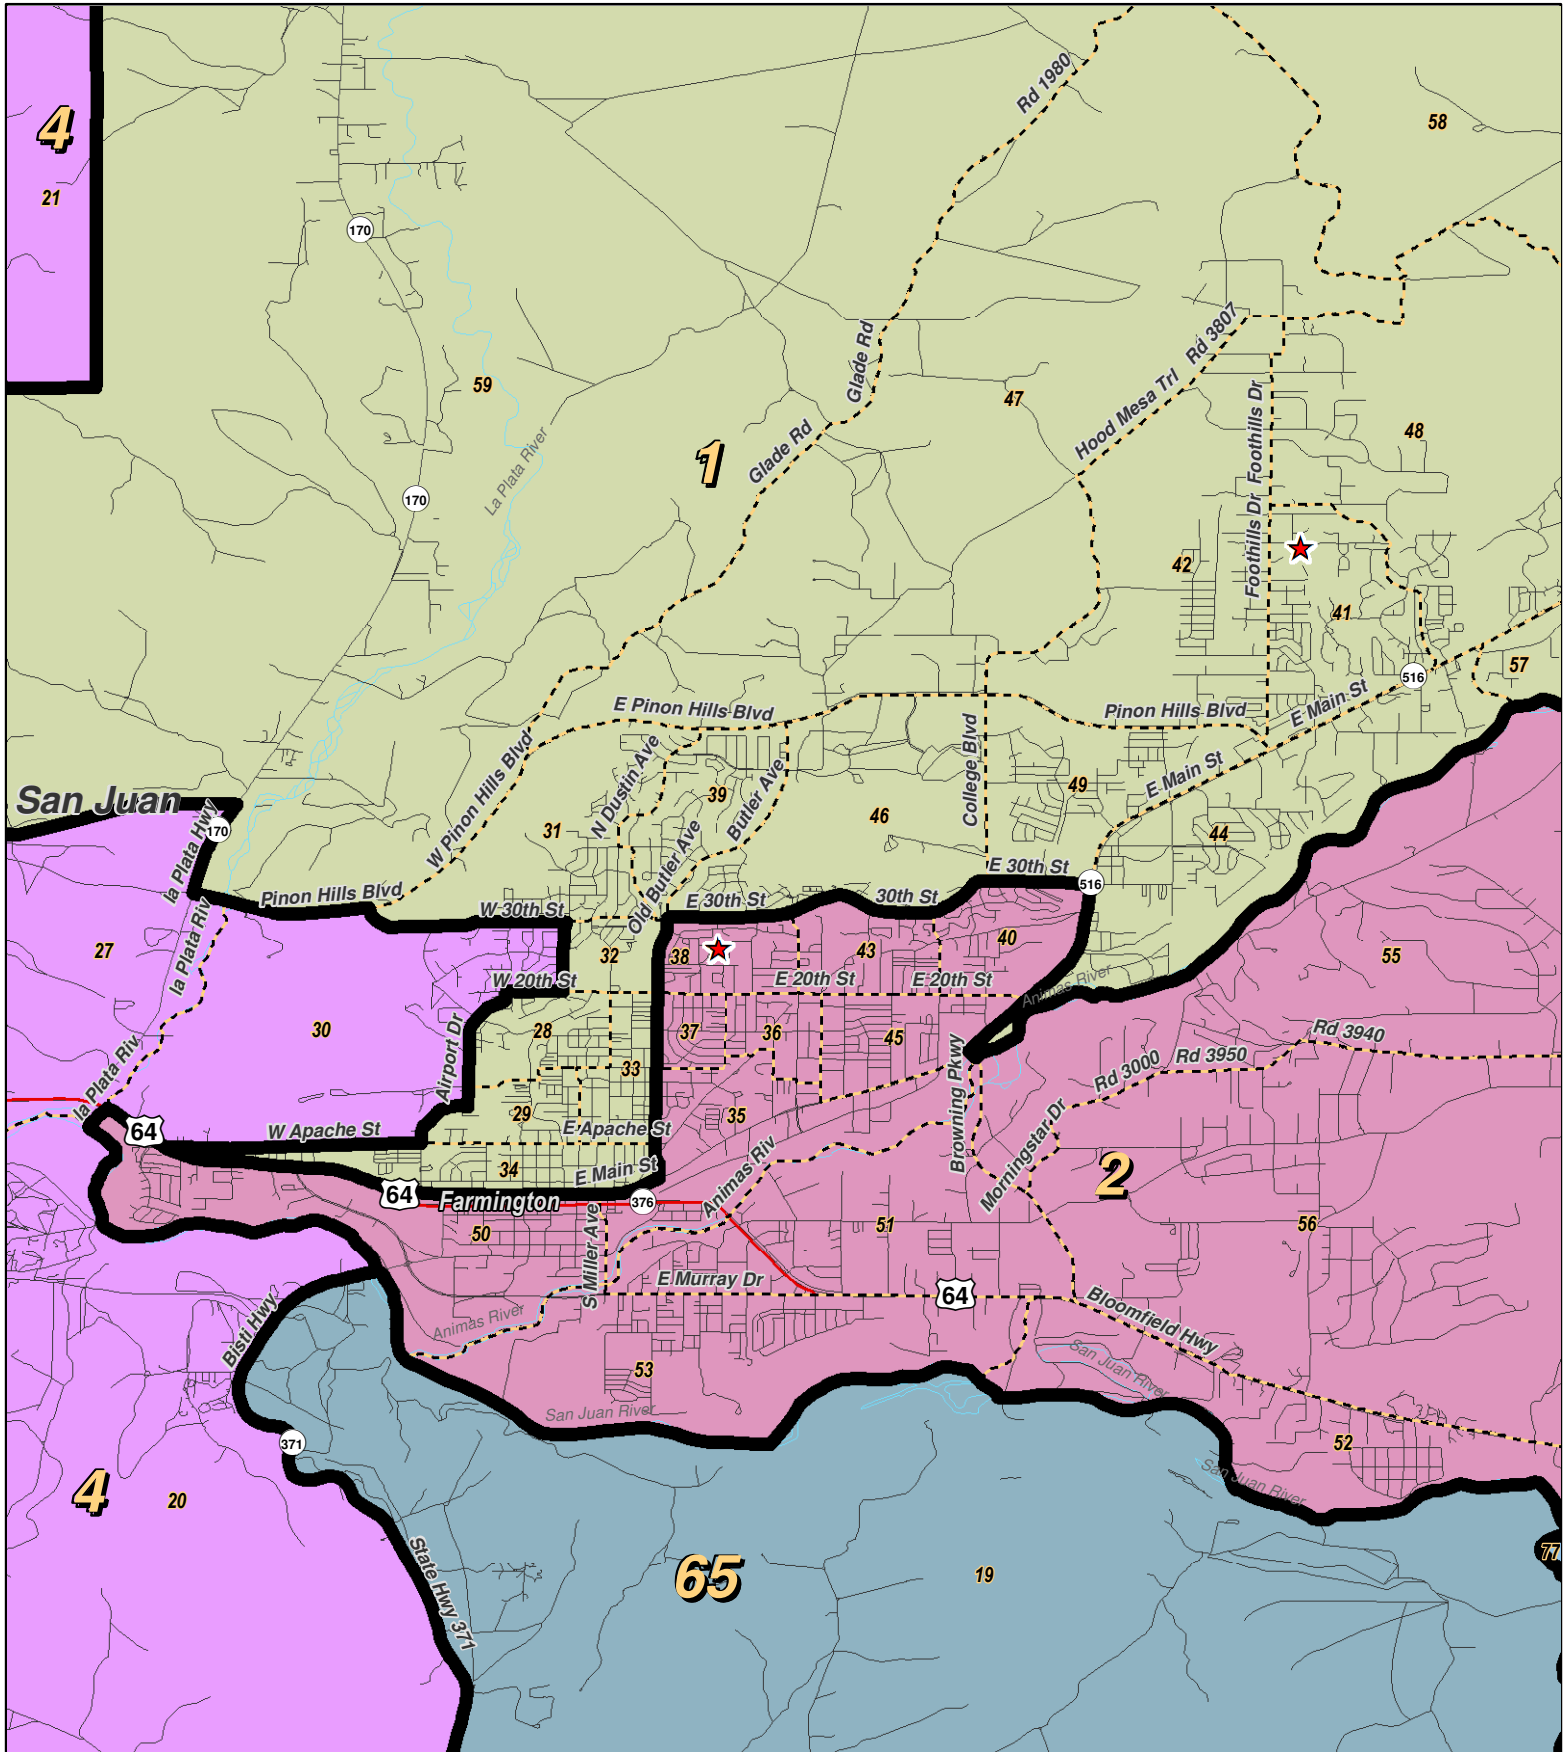 Rd 1980
4
58
21
170
Rd 3807
Glade Rd
59
47
Hood Mesa Trl
Foothills Dr
48
1
Glade Rd
La Plata River
170
Foothills Dr
42
41
57
516
E Pinon Hills Blvd
Pinon Hills Blvd
E Main St
W Pinon Hills Blvd
N Dustin Ave
College Blvd
E Main St
49
39
Butler Ave
San Juan
la Plata Hwy
170
31
46
44
Old Butler Ave
E 30th St
516
Pinon Hills Blvd
W 30th St
E 30th St
30th St
la Plata Riv
27
32
38
43
40
55
W 20th St
E 20th St
E 20th St
Animas River
30
28
37
36
45
Airport Dr
Browning Pkwy
Rd 3940
Rd 3950
Rd 3000
33
la Plata Riv
29
35
Morningstar Dr
64
W Apache St
E Apache St
34
E Main St
Animas Riv
2
64
Farmington
376
50
S Miller Ave
51
56
E Murray Dr
64
Bloomfield Hwy
Animas River
Bisti Hwy
53
San Juan River
San Juan River
371
52
San Juan River
4
20
State Hwy 371
65
19
77